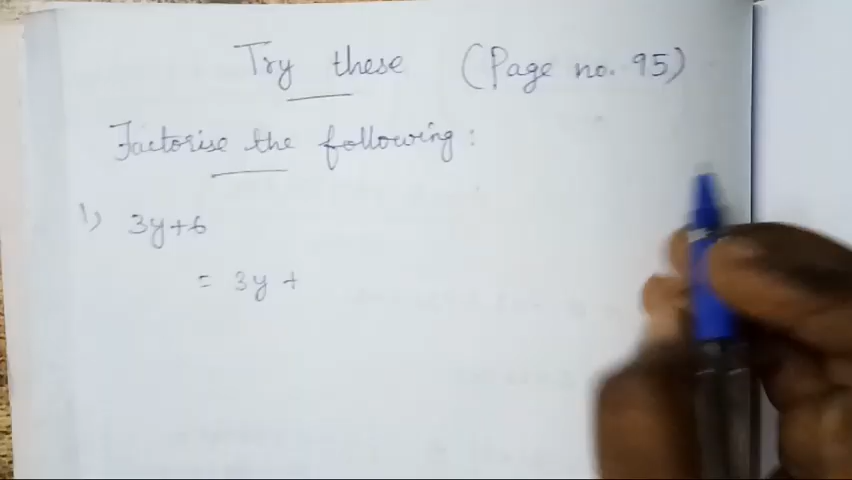 Try these (Page no. 95)
Factorise the following:
1) 3y+6
= 3y +